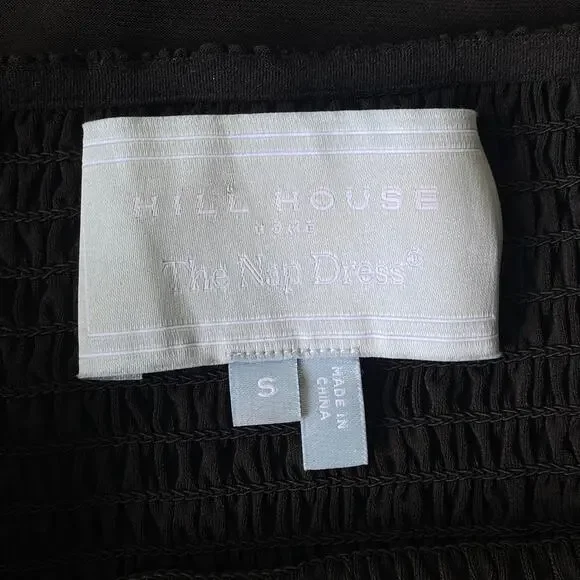 HILL HOUSE
HOME
The Nap Dress®
S
MADE IN
CHINA